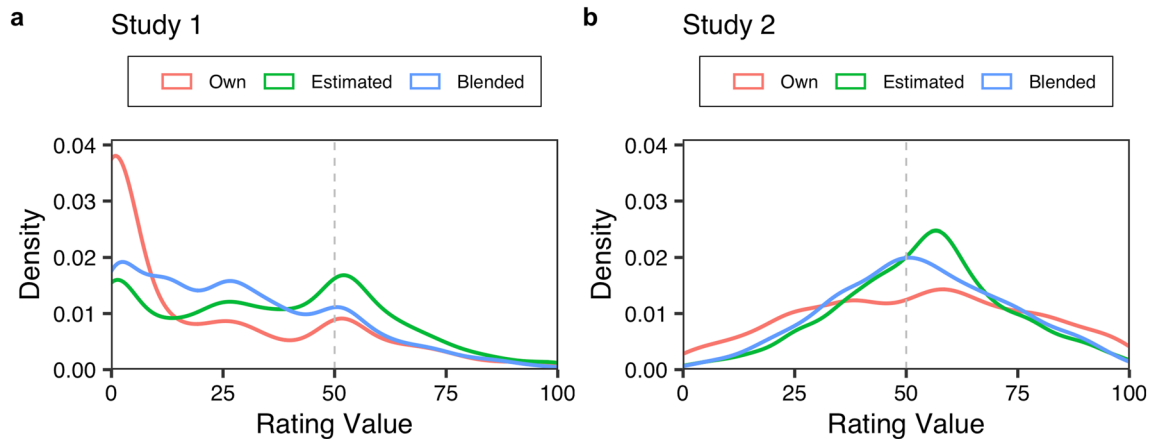 a
Study 1
Own Estimated Blended
0.04
0.03
0.02
0.01
0.00
Density
0 25 50 75 100
Rating Value
b
Study 2
Own Estimated Blended
0.04
0.03
0.02
0.01
0.00
Density
0 25 50 75 100
Rating Value